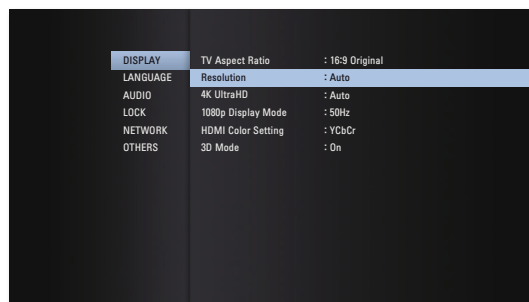 DISPLAY
LANGUAGE
AUDIO
LOCK
NETWORK
OTHERS
TV Aspect Ratio : 16:9 Original
Resolution : Auto
4K UltraHD : Auto
1080p Display Mode : 50Hz
HDMI Color Setting : YCbCr
3D Mode : On